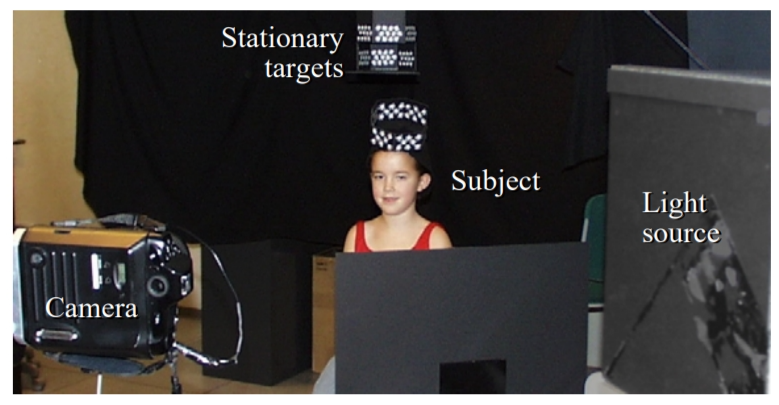 Stationary
targets
Subject
Light
source
Camera